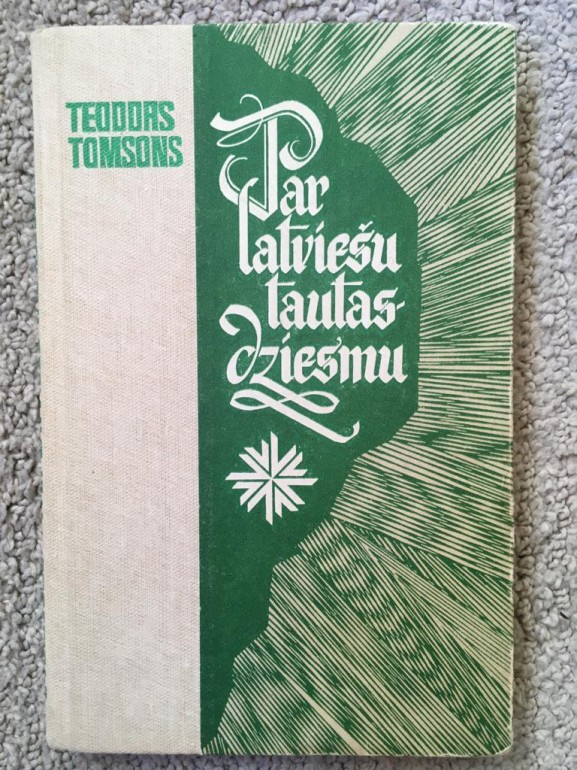 TEODORS
TOMSONS
Par
latviešu
tautas-
dziesmu